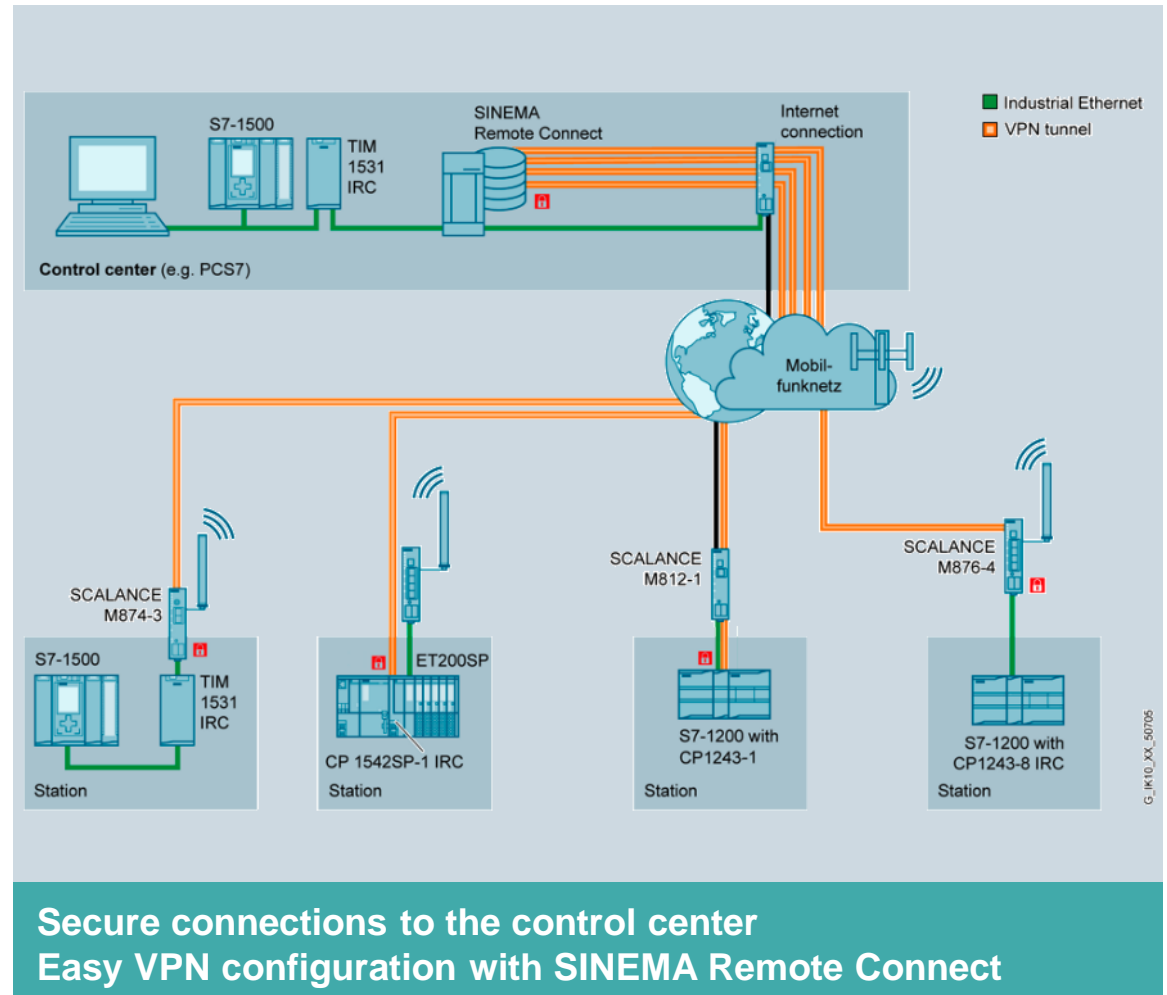 SINEMA
Remote Connect
Internet
connection
Industrial Ethernet
VPN tunnel
S7-1500
TIM
1531
IRC
Control center (e.g. PCS7)
Mobil-
funknetz
SCALANCE
M874-3
SCALANCE
M812-1
SCALANCE
M876-4
S7-1500
TIM
1531
IRC
Station
ET200SP
CP 1542SP-1 IRC
Station
S7-1200 with
CP1243-1
Station
S7-1200 with
CP1243-8 IRC
Station
G_IK10_XX_50705
Secure connections to the control center
Easy VPN configuration with SINEMA Remote Connect